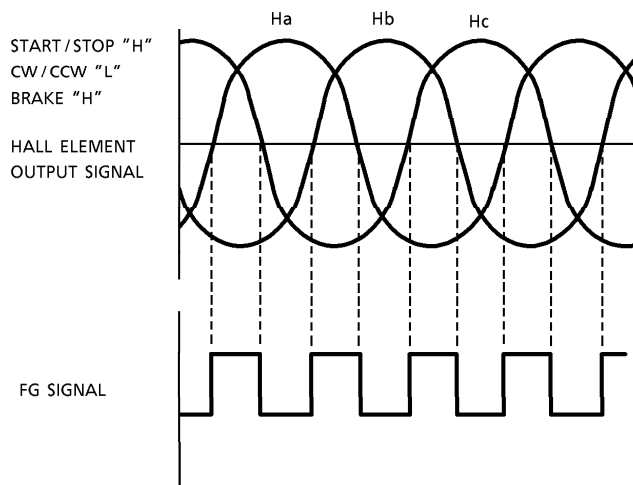 Ha Hb Hc
START/STOP "H"
CW/CCW "L"
BRAKE "H"
HALL ELEMENT
OUTPUT SIGNAL
FG SIGNAL